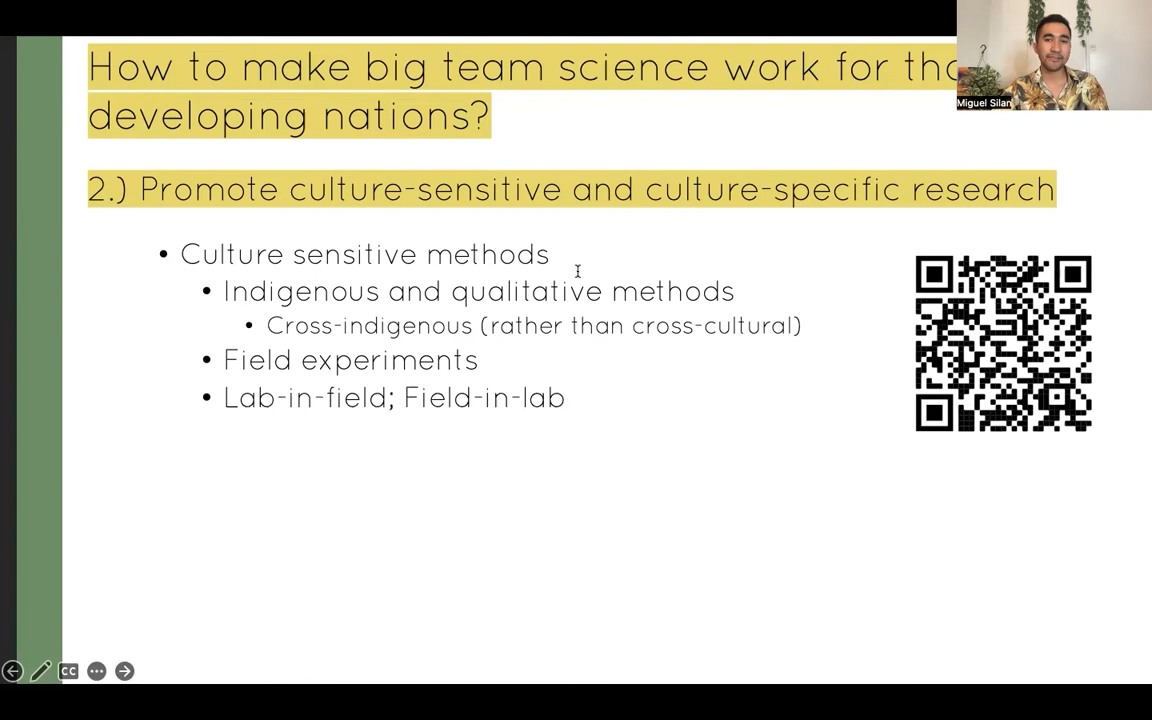 How to make big team science work for
developing nations?
Miguel Silan
2.) Promote culture-sensitive and culture-specific research
• Culture sensitive methods
• Indigenous and qualitative methods
• Cross-indigenous (rather than cross-cultural)
• Field experiments
• Lab-in-field; Field-in-lab
CC